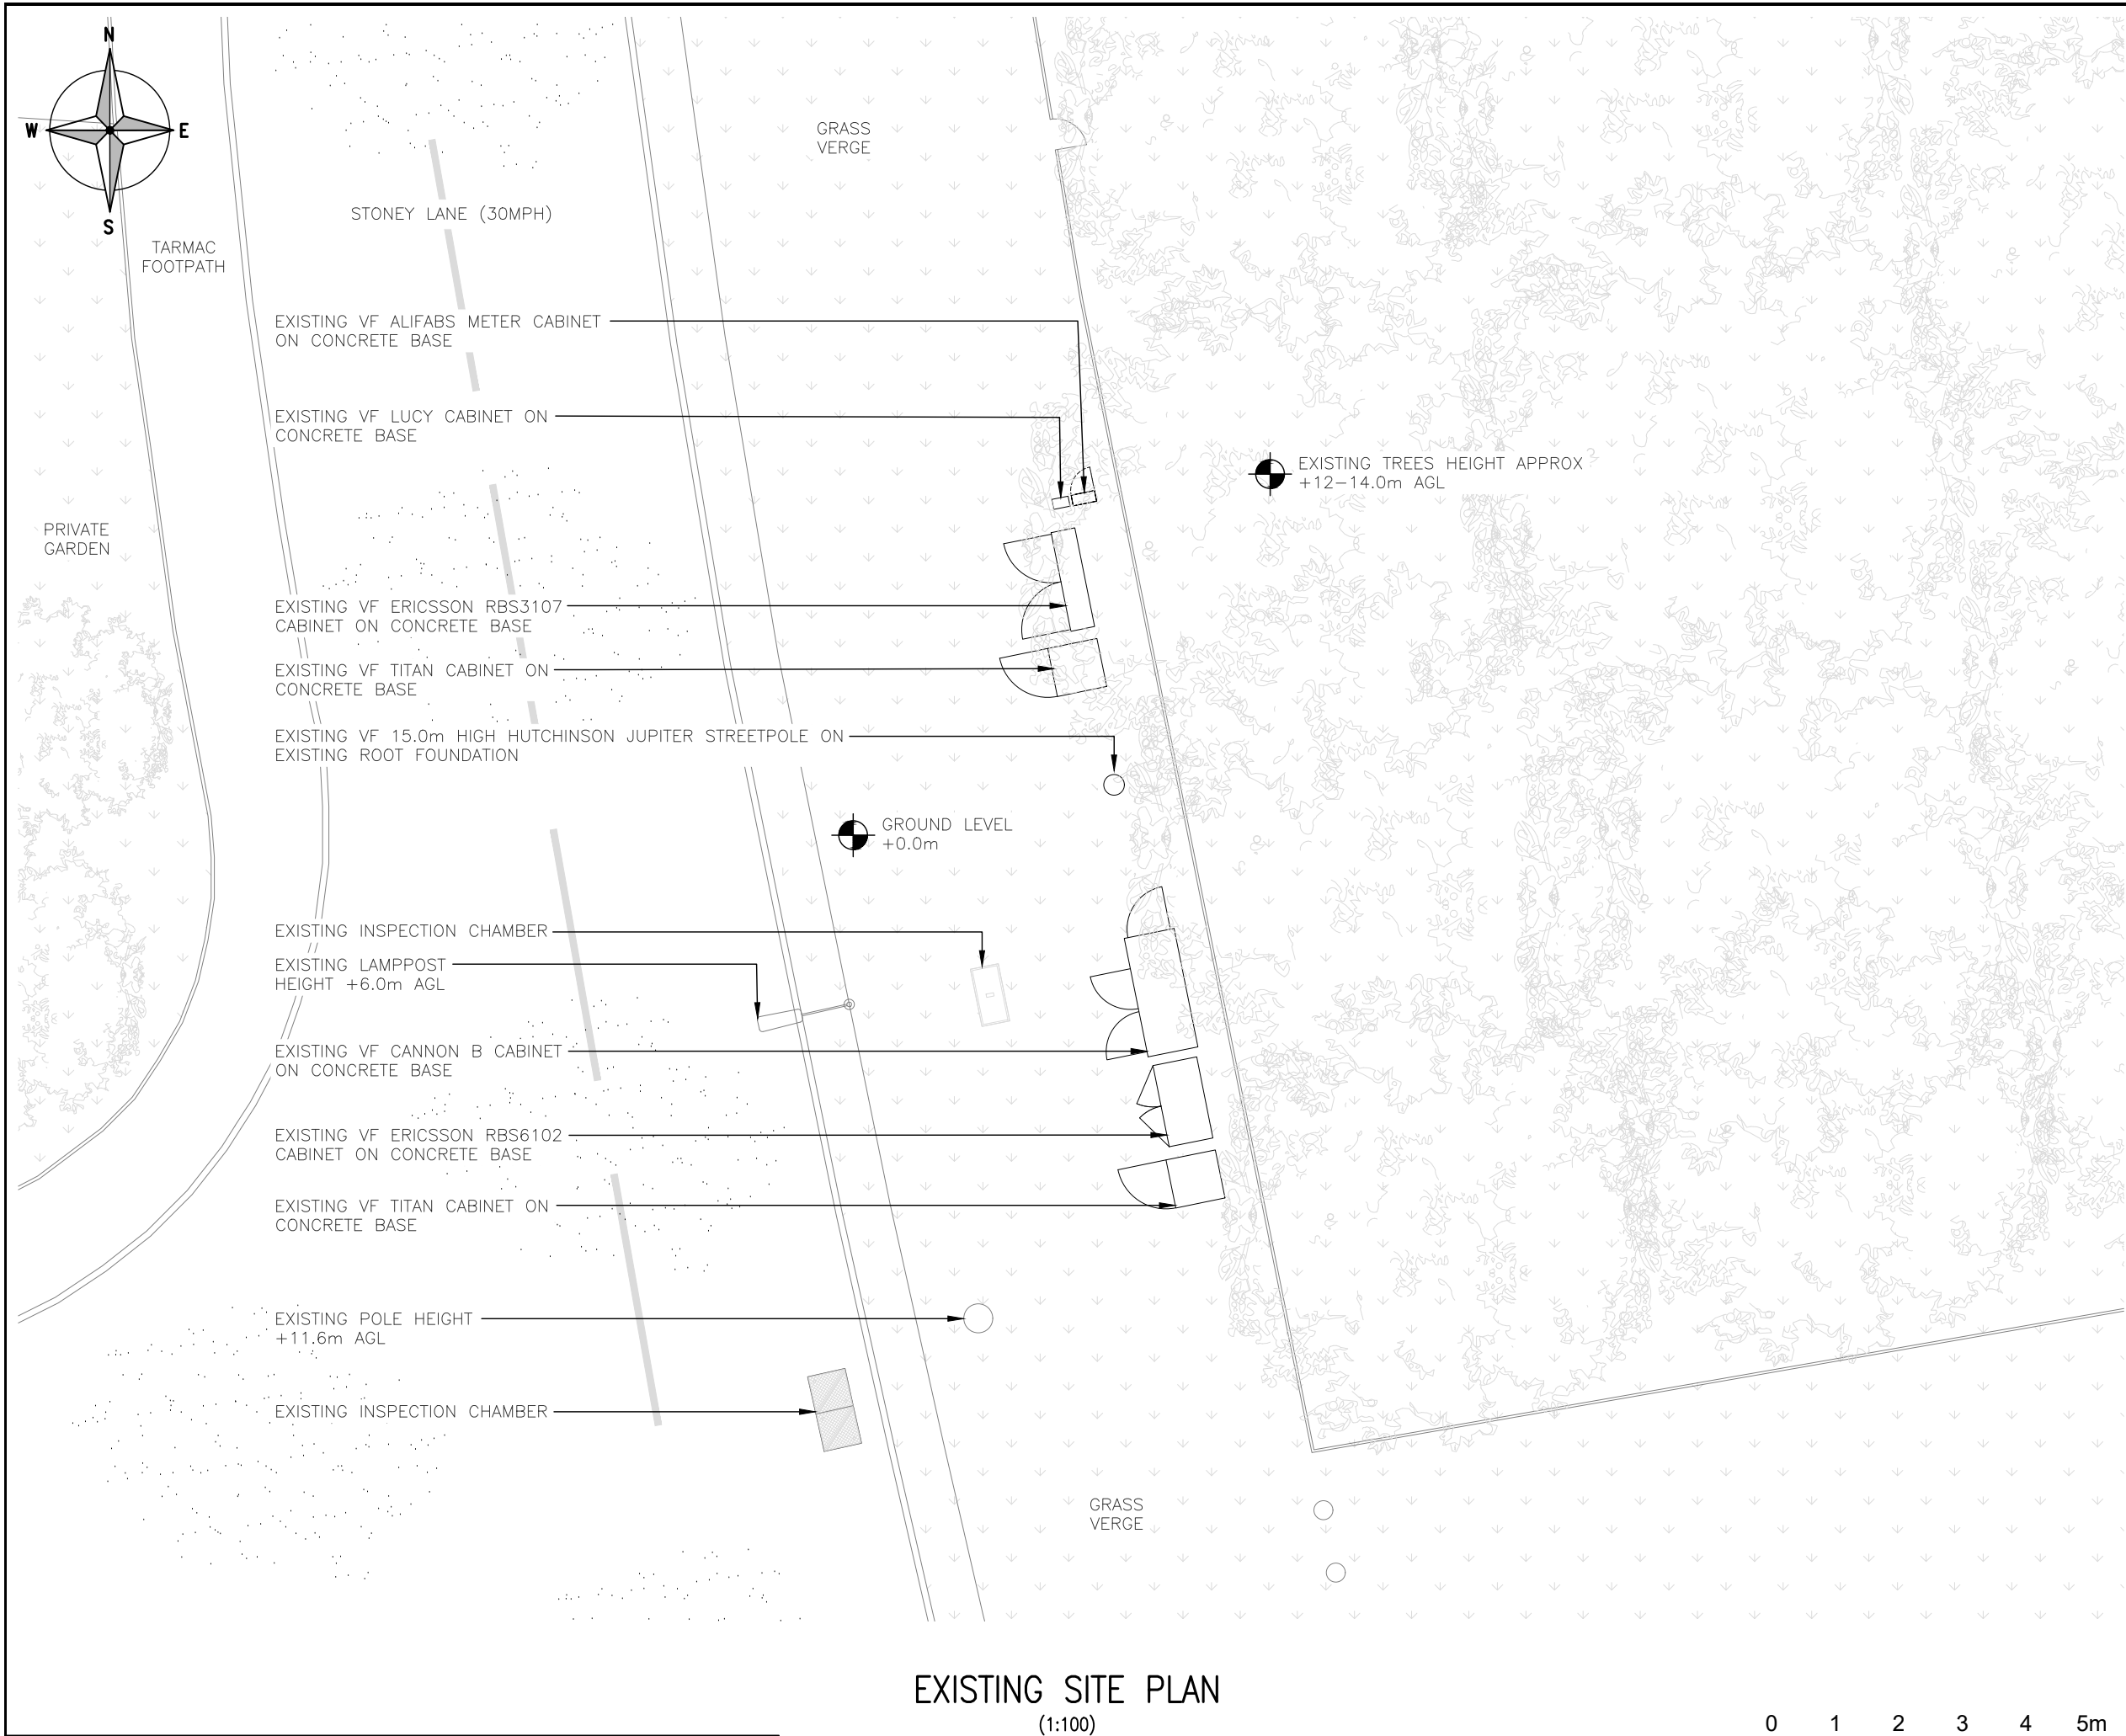 N
W
E
S
GRASS
VERGE
STONEY LANE (30MPH)
TARMAC
FOOTPATH
EXISTING VF ALIFABS METER CABINET
ON CONCRETE BASE
EXISTING VF LUCY CABINET ON
CONCRETE BASE
EXISTING TREES HEIGHT APPROX
+12-14.0m AGL
PRIVATE
GARDEN
EXISTING VF ERICSSON RBS3107
CABINET ON CONCRETE BASE
EXISTING VF TITAN CABINET ON
CONCRETE BASE
EXISTING VF 15.0m HIGH HUTCHINSON JUPITER STREETPOLE ON
EXISTING ROOT FOUNDATION
GROUND LEVEL
+0.0m
EXISTING INSPECTION CHAMBER
EXISTING LAMPPOST
HEIGHT +6.0m AGL
EXISTING VF CANNON B CABINET
ON CONCRETE BASE
EXISTING VF ERICSSON RBS6102
CABINET ON CONCRETE BASE
EXISTING VF TITAN CABINET ON
CONCRETE BASE
EXISTING POLE HEIGHT
+11.6m AGL
EXISTING INSPECTION CHAMBER
GRASS
VERGE
EXISTING SITE PLAN
(1:100)
0 1 2 3 4 5m